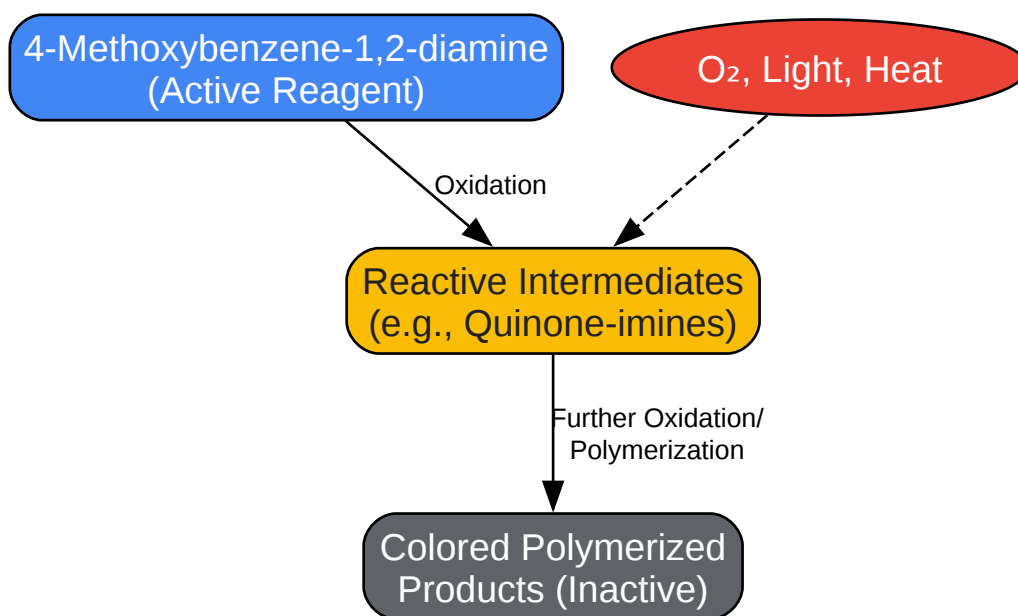 4-Methoxybenzene-1,2-diamine
(Active Reagent)
O₂, Light, Heat
Oxidation
Reactive Intermediates
(e.g., Quinone-imines)
Further Oxidation/
Polymerization
Colored Polymerized
Products (Inactive)